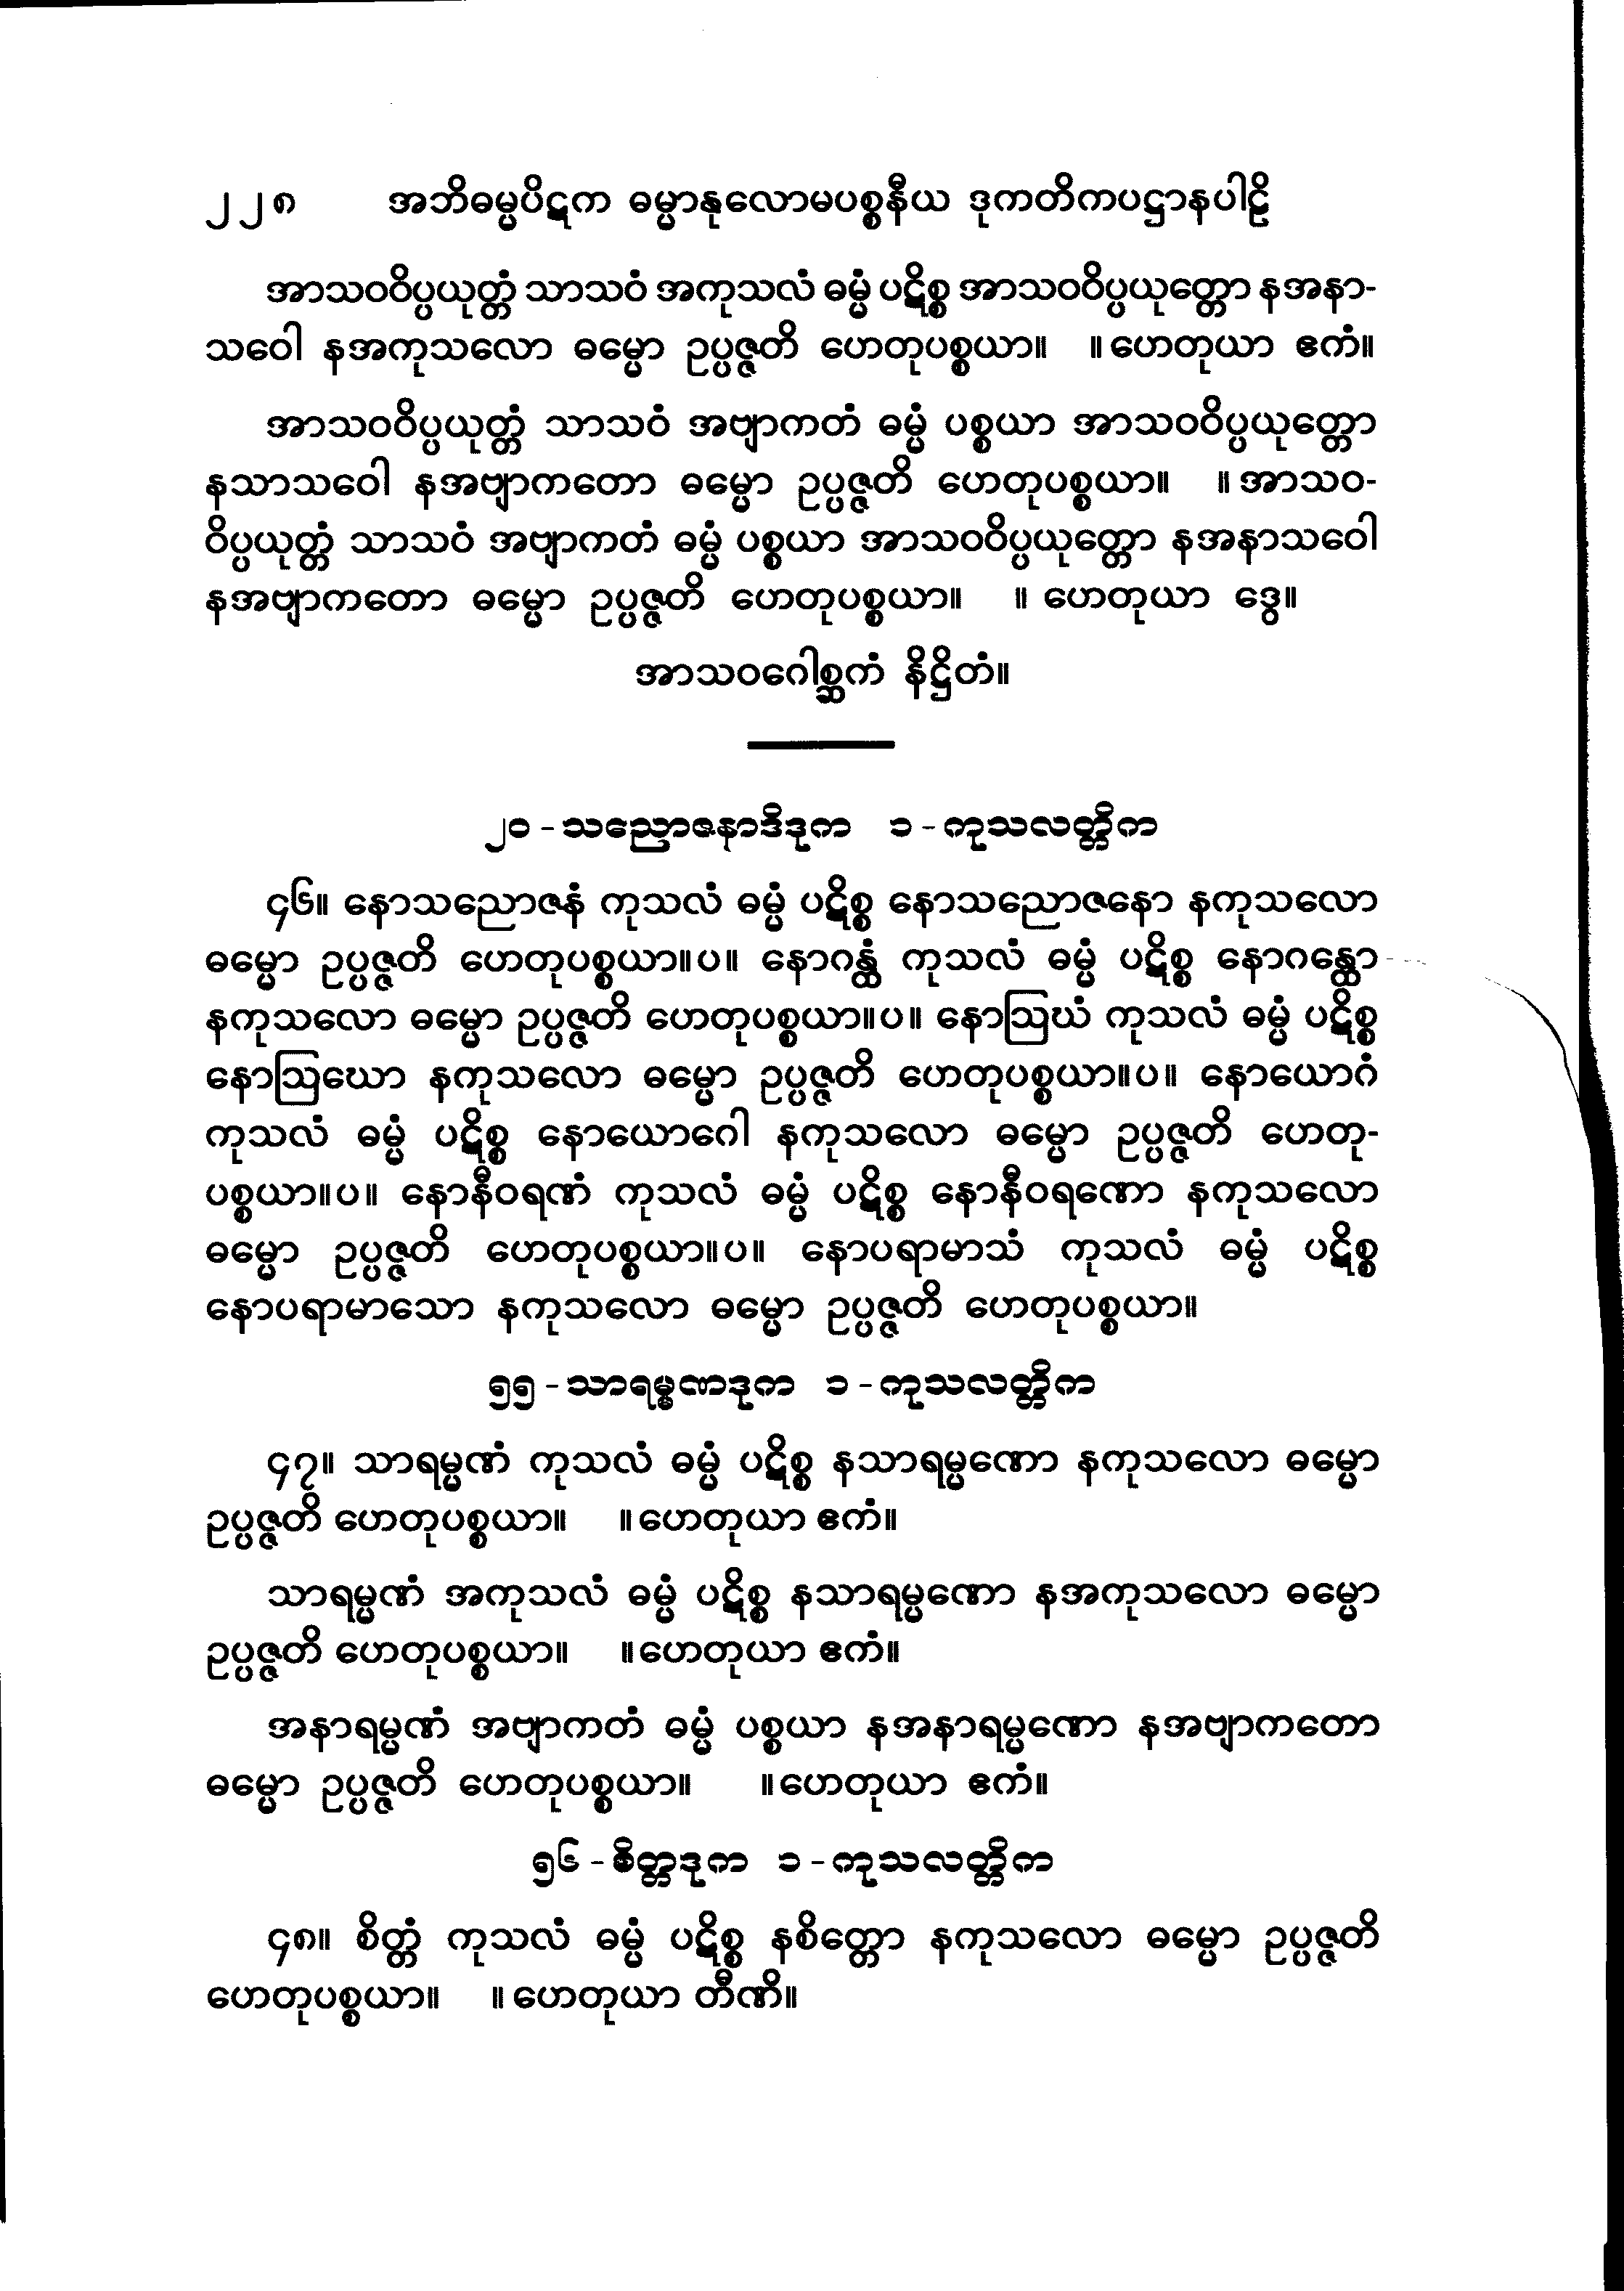 ၂၂၈ အဘိဓမ္မပိဋက ဓမ္မာနုလောမပစ္စနီယ ဒုကတိကပဋ္ဌာနပါဠိ
အာသဝဝိပ္ပယုတ္တံ သာသဝံ အကုသလံ ဓမ္မံ ပဋိစ္စ အာသဝဝိပ္ပယုတ္တော နအနာ-
သဝေါ နအကုသလော ဓမ္မော ဥပ္ပဇ္ဇတိ ဟေတုပစ္စယာ။ ။ဟေတုယာ ဧကံ။
အာသဝဝိပ္ပယုတ္တံ သာသဝံ အဗျာကတံ ဓမ္မံ ပစ္စယာ အာသဝဝိပ္ပယုတ္တော
နသာသဝေါ နအဗျာကတော ဓမ္မော ဥပ္ပဇ္ဇတိ ဟေတုပစ္စယာ။ ။အာသဝ-
ဝိပ္ပယုတ္တံ သာသဝံ အဗျာကတံ ဓမ္မံ ပစ္စယာ အာသဝဝိပ္ပယုတ္တော နအနာသဝေါ
နအဗျာကတော ဓမ္မော ဥပ္ပဇ္ဇတိ ဟေတုပစ္စယာ။ ။ ဟေတုယာ ဒွေ။
အာသဝဂေါစ္ဆကံ နိဋ္ဌိတံ။
၂၀-သညောဇနာဒိဒုက ၁-ကုသလတ္တိက
၄၆။ နောသညောဇနံ ကုသလံ ဓမ္မံ ပဋိစ္စ နောသညောဇနော နကုသလော
ဓမ္မော ဥပ္ပဇ္ဇတိ ဟေတုပစ္စယာ။ပ။ နောဂန္ထံ ကုသလံ ဓမ္မံ ပဋိစ္စ နောဂန္ထော
နကုသလော ဓမ္မော ဥပ္ပဇ္ဇတိ ဟေတုပစ္စယာ။ပ။ နောဩဃံ ကုသလံ ဓမ္မံ ပဋိစ္စ
နောဩဃော နကုသလော ဓမ္မော ဥပ္ပဇ္ဇတိ ဟေတုပစ္စယာ။ပ။ နောယောဂံ
ကုသလံ ဓမ္မံ ပဋိစ္စ နောယောဂေါ နကုသလော ဓမ္မော ဥပ္ပဇ္ဇတိ ဟေတု-
ပစ္စယာ။ပ။ နောနီဝရဏံ ကုသလံ ဓမ္မံ ပဋိစ္စ နောနီဝရဏော နကုသလော
ဓမ္မော ဥပ္ပဇ္ဇတိ ဟေတုပစ္စယာ။ပ။ နောပရာမာသံ ကုသလံ ဓမ္မံ ပဋိစ္စ
နောပရာမာသော နကုသလော ဓမ္မော ဥပ္ပဇ္ဇတိ ဟေတုပစ္စယာ။
၅၅-သာရမ္မဏဒုက ၁-ကုသလတ္တိက
၄၇။ သာရမ္မဏံ ကုသလံ ဓမ္မံ ပဋိစ္စ နသာရမ္မဏော နကုသလော ဓမ္မော
ဥပ္ပဇ္ဇတိ ဟေတုပစ္စယာ။ ။ဟေတုယာ ဧကံ။
သာရမ္မဏံ အကုသလံ ဓမ္မံ ပဋိစ္စ နသာရမ္မဏော နအကုသလော ဓမ္မော
ဥပ္ပဇ္ဇတိ ဟေတုပစ္စယာ။ ။ဟေတုယာ ဧကံ။
အနာရမ္မဏံ အဗျာကတံ ဓမ္မံ ပစ္စယာ နအနာရမ္မဏော နအဗျာကတော
ဓမ္မော ဥပ္ပဇ္ဇတိ ဟေတုပစ္စယာ။ ။ဟေတုယာ ဧကံ။
၅၆-စိတ္တဒုက ၁-ကုသလတ္တိက
၄၈။ စိတ္တံ ကုသလံ ဓမ္မံ ပဋိစ္စ နစိတ္တော နကုသလော ဓမ္မော ဥပ္ပဇ္ဇတိ
ဟေတုပစ္စယာ။ ။ဟေတုယာ တီဏိ။